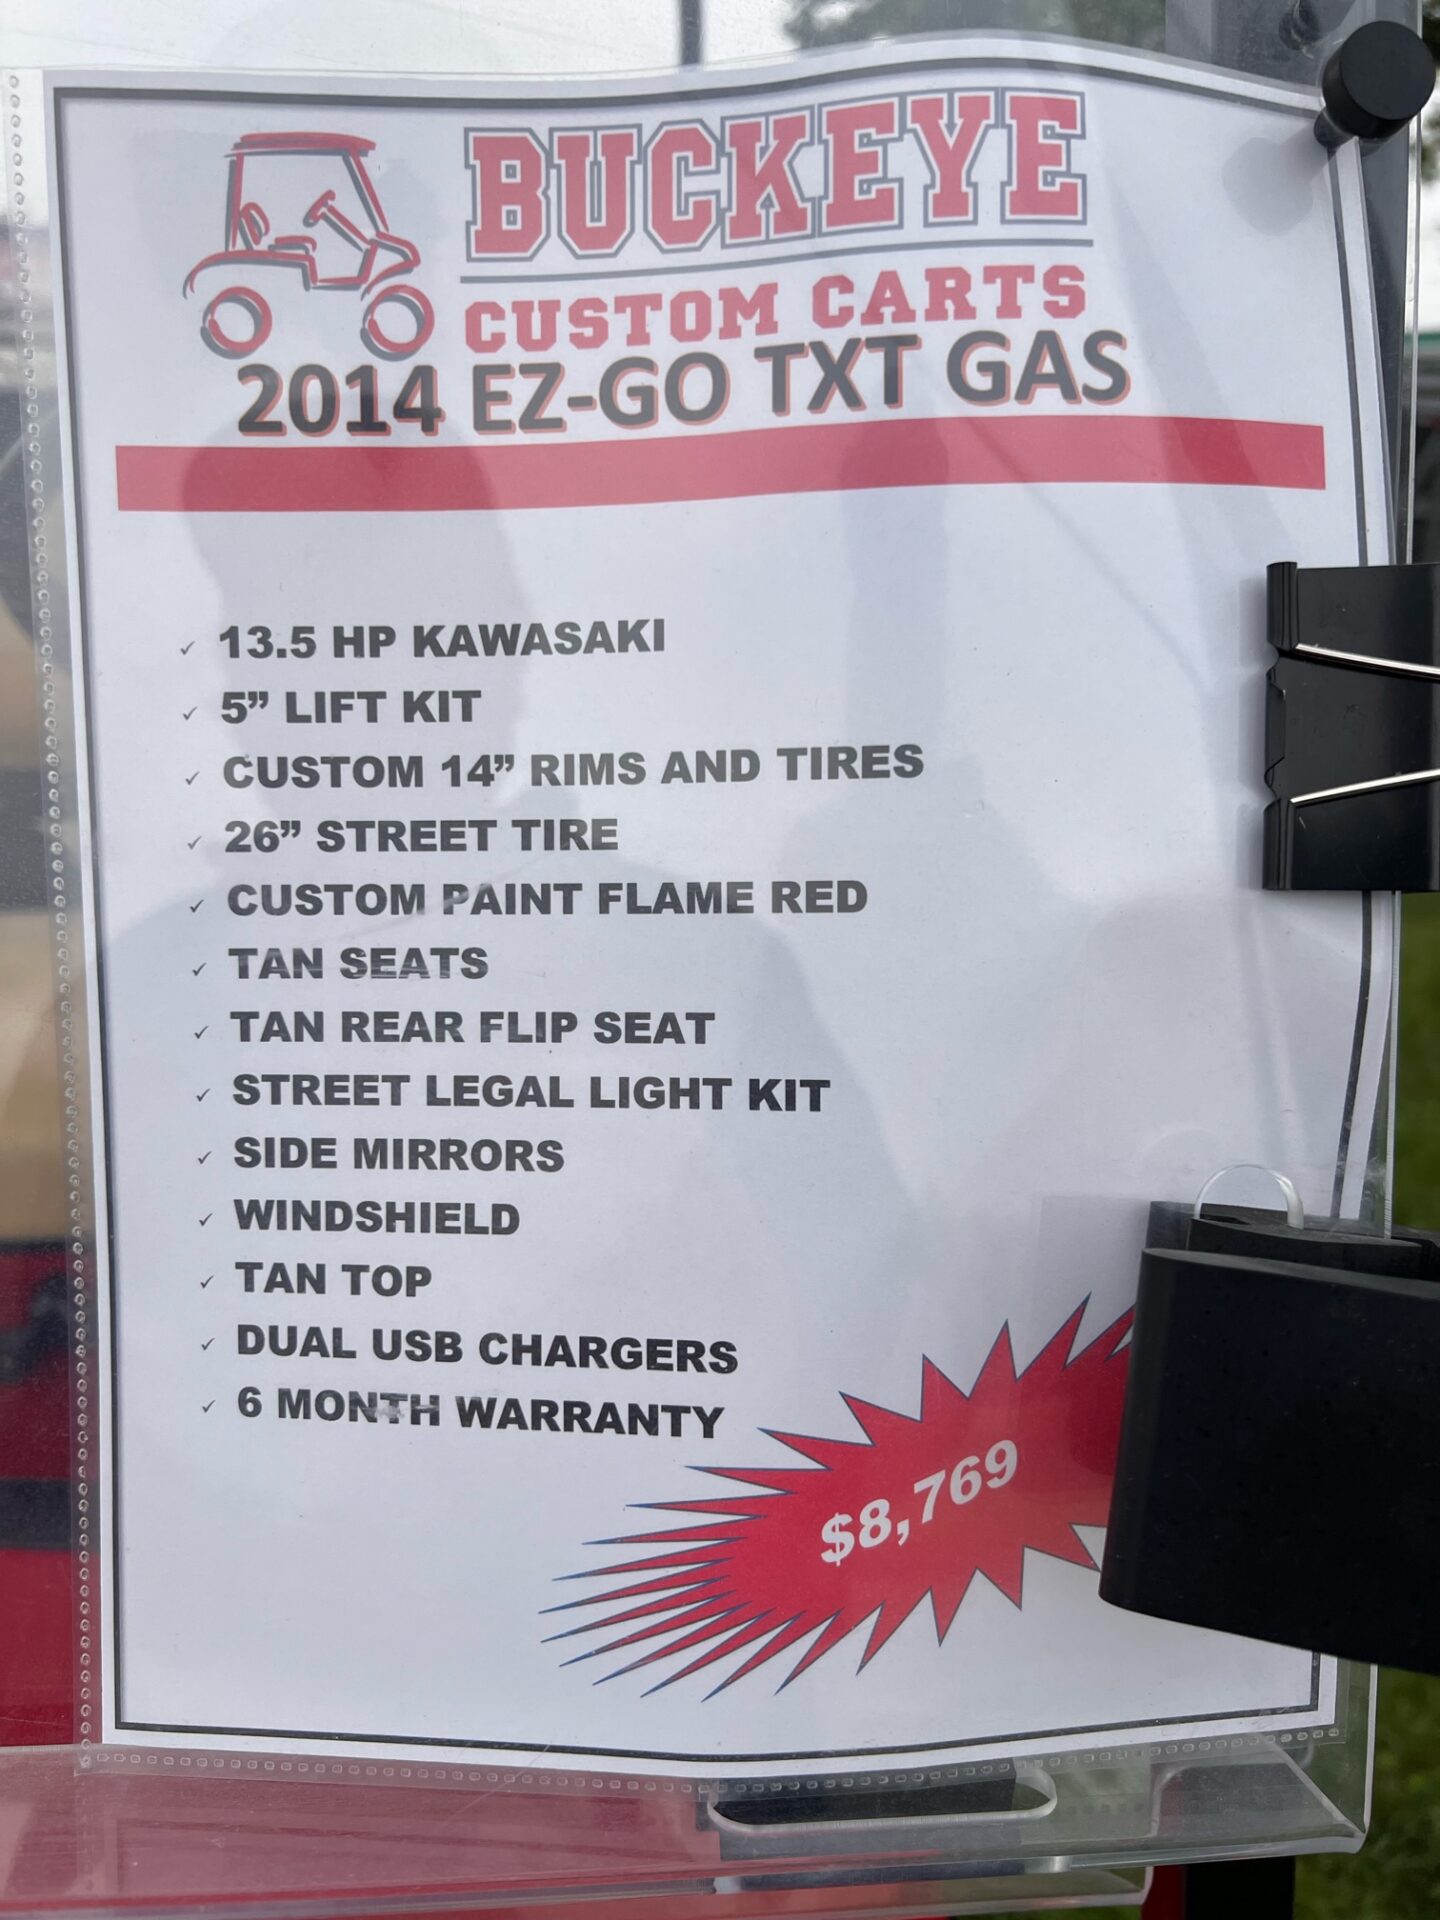 BUCKEYE
CUSTOM CARTS
2014 EZ-GO TXT GAS
✓ 13.5 HP KAWASAKI
✓ 5” LIFT KIT
✓ CUSTOM 14” RIMS AND TIRES
✓ 26” STREET TIRE
✓ CUSTOM PAINT FLAME RED
✓ TAN SEATS
✓ TAN REAR FLIP SEAT
✓ STREET LEGAL LIGHT KIT
✓ SIDE MIRRORS
✓ WINDSHIELD
✓ TAN TOP
✓ DUAL USB CHARGERS
✓ 6 MONTH WARRANTY
$8,769